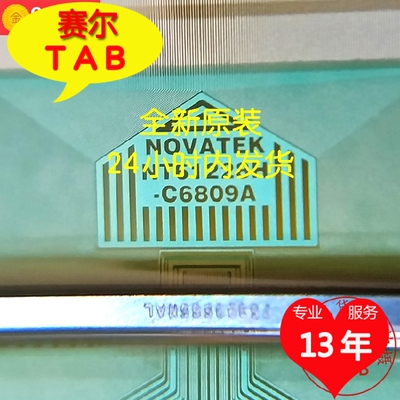 赛尔
TAB
全新原装
NOVATEK
24小时内发货
-C6809A
专业 服务
13年